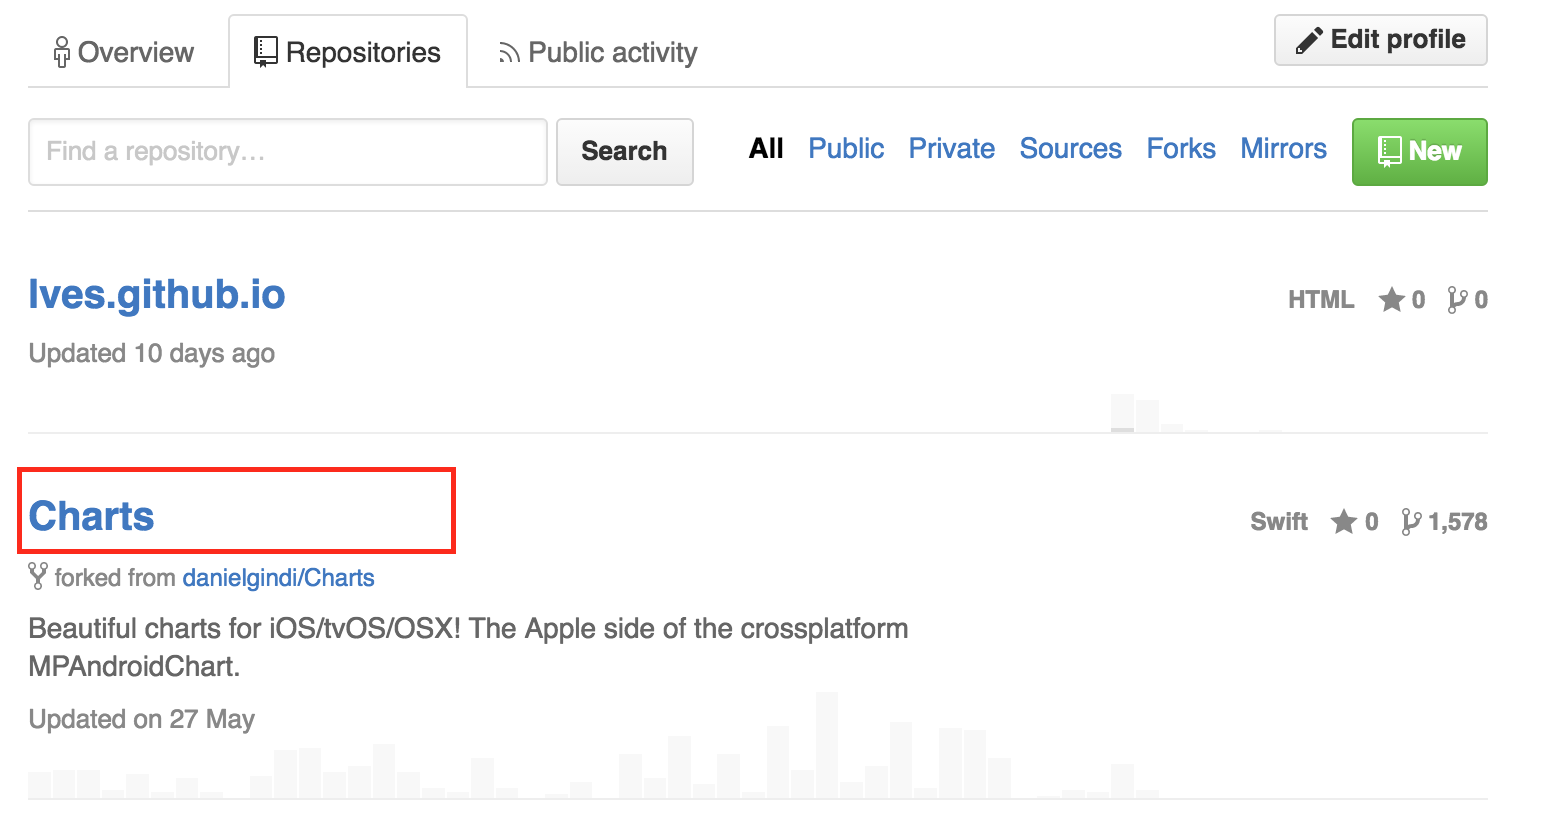 Overview Repositories Public activity Edit profile
Find a repository... Search All Public Private Sources Forks Mirrors New
Ives.github.io HTML 0 0
Updated 10 days ago
Charts Swift 0 1,578
forked from danielgindi/Charts
Beautiful charts for iOS/tvOS/OSX! The Apple side of the crossplatform
MPAndroidChart.
Updated on 27 May